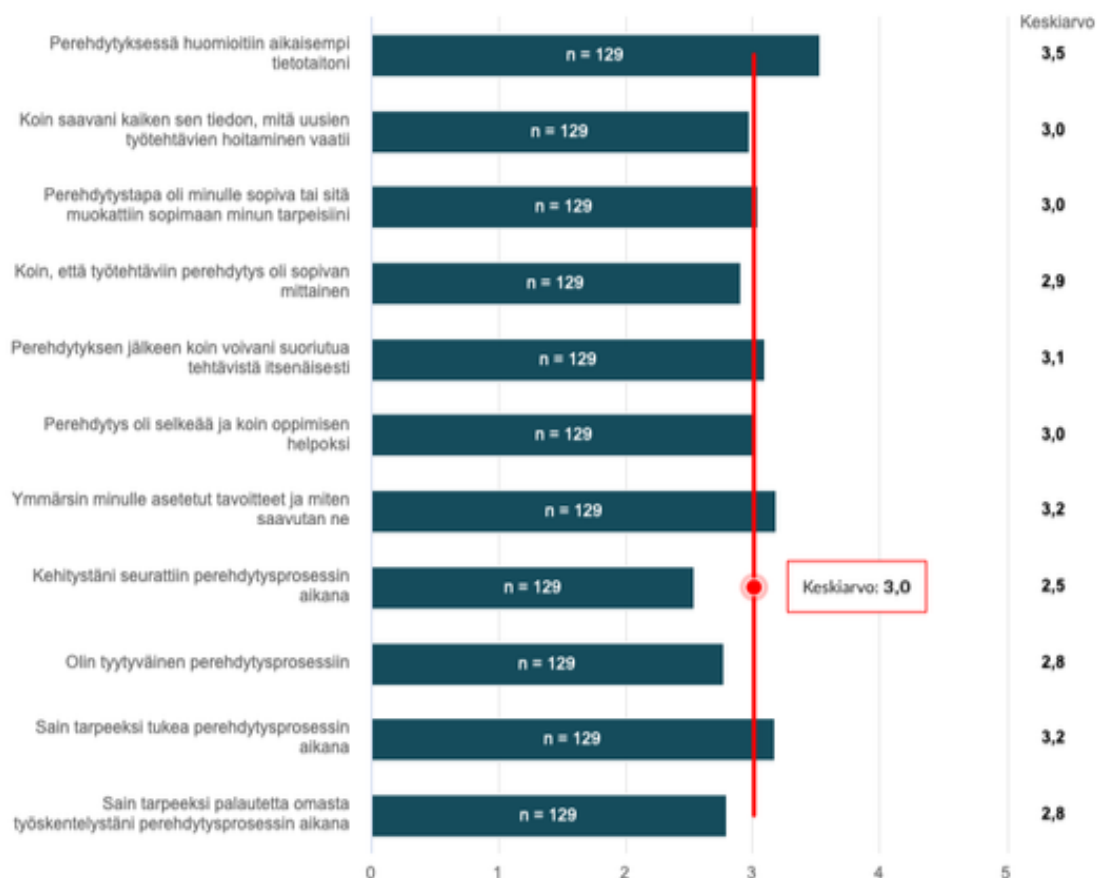 Keskiarvo
Perehdytyksessä huomioitiin aikaisempi
tietotaitoni
n = 129
3,5
Koin saavani kaiken sen tiedon, mitä uusien
työtehtävien hoitaminen vaatii
n = 129
3,0
Perehdytystapa oli minulle sopiva tai sitä
muokattiin sopimaan minun tarpeisiini
n = 129
3,0
Koin, että työtehtäviin perehdytys oli sopivan
mittainen
n = 129
2,9
Perehdytyksen jälkeen koin voivani suoriutua
tehtävistä itsenäisesti
n = 129
3,1
Perehdytys oli selkeää ja koin oppimisen
helpoksi
n = 129
3,0
Ymmärsin minulle asetetut tavoitteet ja miten
saavutan ne
n = 129
3,2
Kehitystäni seurattiin perehdytysprosessin
aikana
n = 129
Keskiarvo: 3,0
2,5
Olin tyytyväinen perehdytysprosessiin
n = 129
2,8
Sain tarpeeksi tukea perehdytysprosessin
aikana
n = 129
3,2
Sain tarpeeksi palautetta omasta
työskentelystäni perehdytysprosessin aikana
n = 129
2,8
0 1 2 3 4 5